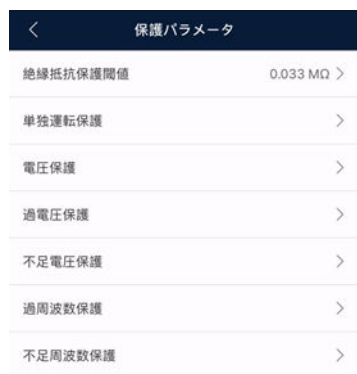 保護パラメータ
絶縁抵抗保護閾値 0.033 MΩ
単独運転保護
電圧保護
過電圧保護
不足電圧保護
過周波数保護
不足周波数保護